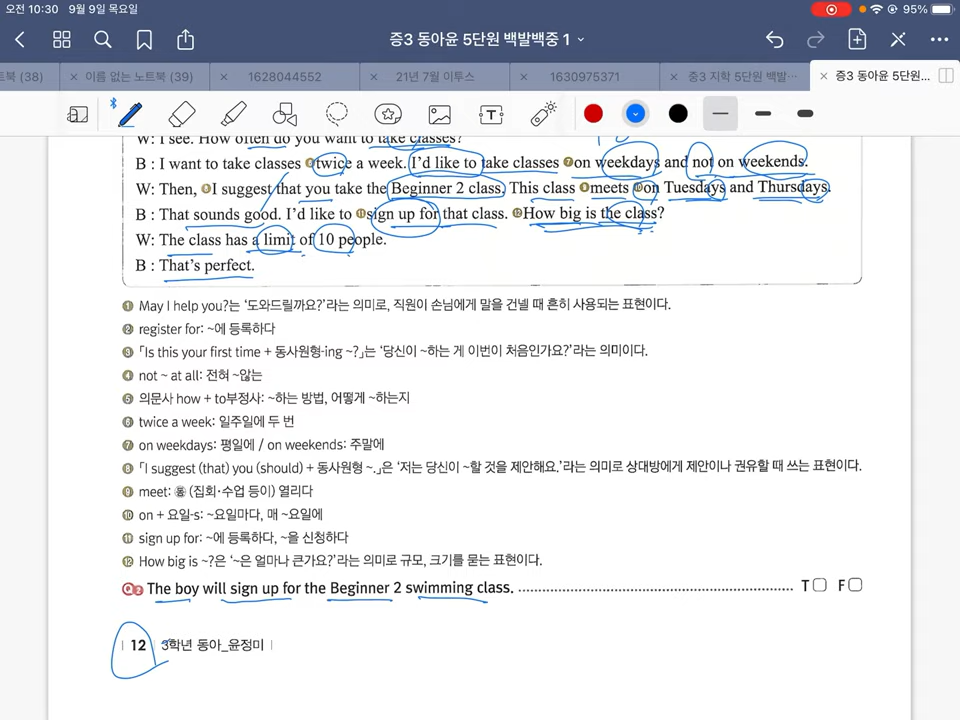 오전 10:30 9월 9일 목요일 95%
증3 동아윤 5단원 백발백중 1
트북 (38) × 이름 없는 노트북 (39) × 1628044552 × 21년 7월 이투스 × 1630975371 × 중3 지학 5단원 백발… × 증3 동아윤 5단원...
W: I see. How often do you want to take classes?
B : I want to take classes ❻twice a week. I'd like to take classes ❼on weekdays and not on weekends.
W: Then, ❽I suggest that you take the Beginner 2 class. This class ❾meets ❿on Tuesdays and Thursdays.
B : That sounds good. I'd like to ⓫sign up for that class. ⓬How big is the class?
W: The class has a limit of 10 people.
B : That's perfect.
❶ May I help you?는 '도와드릴까요?'라는 의미로, 직원이 손님에게 말을 건넬 때 흔히 사용되는 표현이다.
❷ register for: ~에 등록하다
❸ 「Is this your first time + 동사원형-ing ~?」는 '당신이 ~하는 게 이번이 처음인가요?'라는 의미이다.
❹ not ~ at all: 전혀 ~않는
❺ 의문사 how + to부정사: ~하는 방법, 어떻게 ~하는지
❻ twice a week: 일주일에 두 번
❼ on weekdays: 평일에 / on weekends: 주말에
❽ 「I suggest (that) you (should) + 동사원형 ~.」은 '저는 당신이 ~할 것을 제안해요.'라는 의미로 상대방에게 제안이나 권유할 때 쓰는 표현이다.
❾ meet: 동 (집회·수업 등이) 열리다
❿ on + 요일-s: ~요일마다, 매 ~요일에
⓫ sign up for: ~에 등록하다, ~을 신청하다
⓬ How big is ~?은 '~은 얼마나 큰가요?'라는 의미로 규모, 크기를 묻는 표현이다.
Q2 The boy will sign up for the Beginner 2 swimming class. T F
12 3학년 동아_윤정미